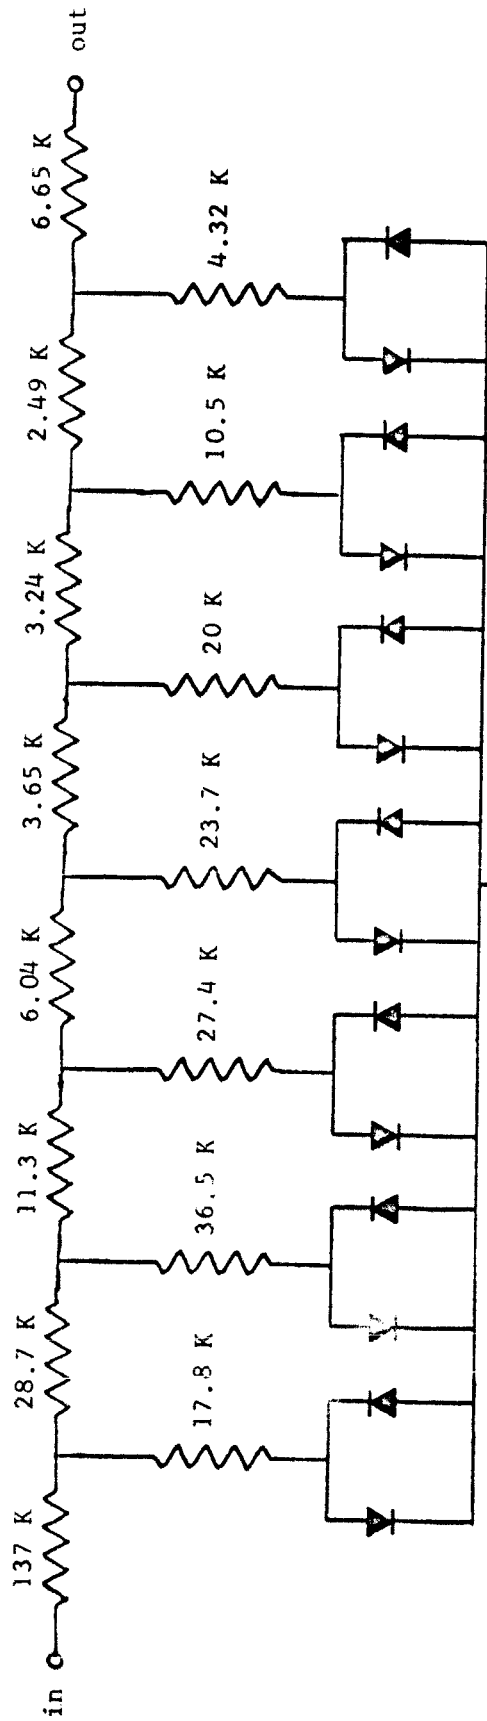 in
137 K
28.7 K
11.3 K
6.04 K
3.65 K
3.24 K
2.49 K
6.65 K
out
17.8 K
36.5 K
27.4 K
23.7 K
20 K
10.5 K
4.32 K